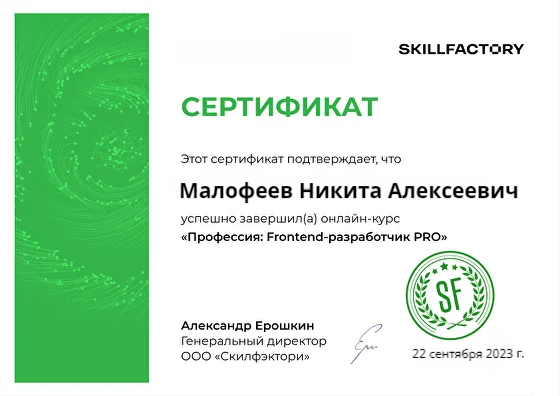 SKILLFACTORY
СЕРТИФИКАТ
Этот сертификат подтверждает, что
Малофеев Никита Алексеевич
успешно завершил(а) онлайн-курс
«Профессия: Frontend-разработчик PRO»
SF
Александр Ерошкин
Генеральный директор
ООО «Скилфэктори»
22 сентября 2023 г.